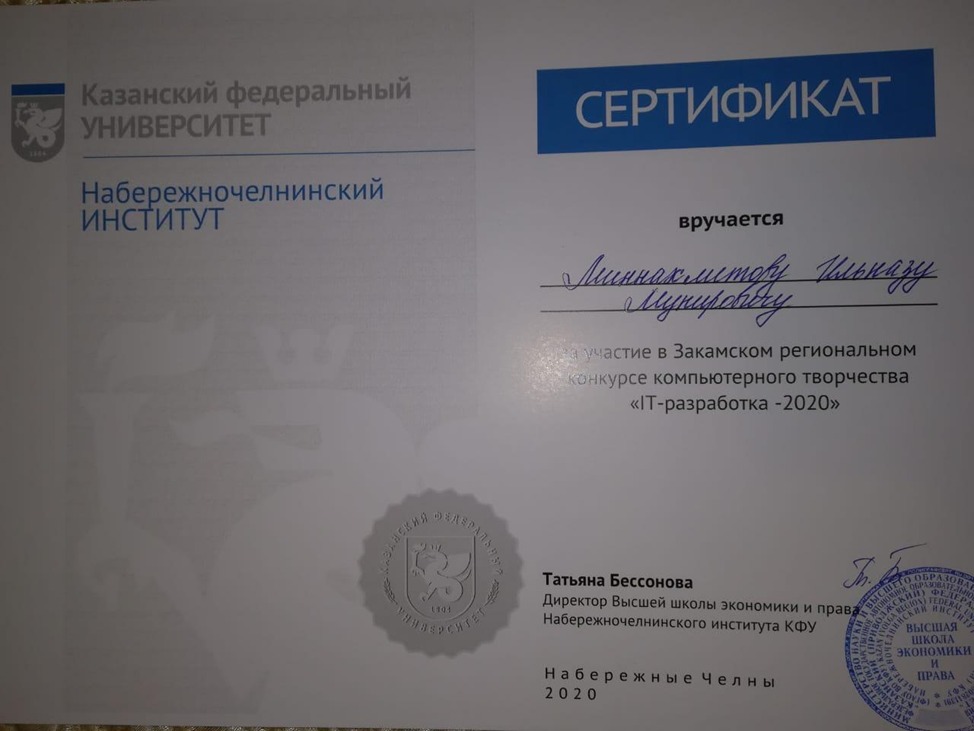 Казанский федеральный
УНИВЕРСИТЕТ
Набережночелнинский
ИНСТИТУТ
СЕРТИФИКАТ
вручается
Миннахметову Ильназу
Мунировичу
за участие в Закамском региональном
конкурсе компьютерного творчества
«IT-разработка -2020»
КАЗАНСКИЙ ФЕДЕРАЛЬНЫЙ
УНИВЕРСИТЕТ
1804
Татьяна Бессонова
Директор Высшей школы экономики и права
Набережночелнинского института КФУ
Набережные Челны
2020
ВЫСШАЯ
ШКОЛА
ЭКОНОМИКИ
И
ПРАВА